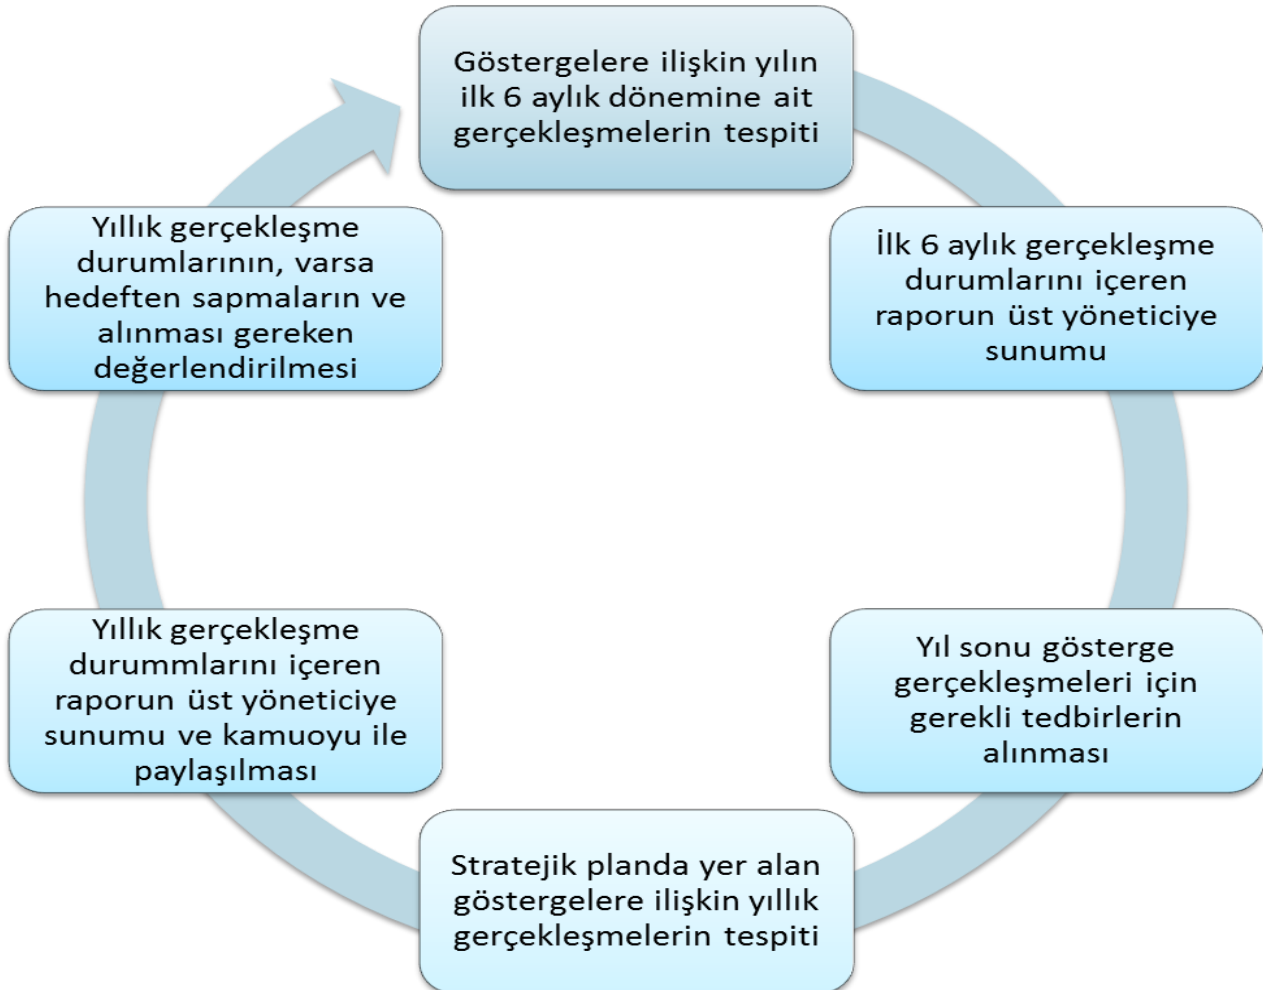 Göstergelere ilişkin yılın
ilk 6 aylık dönemine ait
gerçekleşmelerin tespiti
İlk 6 aylık gerçekleşme
durumlarını içeren
raporun üst yöneticiye
sunumu
Yıl sonu gösterge
gerçekleşmeleri için
gerekli tedbirlerin
alınması
Stratejik planda yer alan
göstergelere ilişkin yıllık
gerçekleşmelerin tespiti
Yıllık gerçekleşme
durummlarını içeren
raporun üst yöneticiye
sunumu ve kamuoyu ile
paylaşılması
Yıllık gerçekleşme
durumlarının, varsa
hedeften sapmaların ve
alınması gereken
değerlendirilmesi